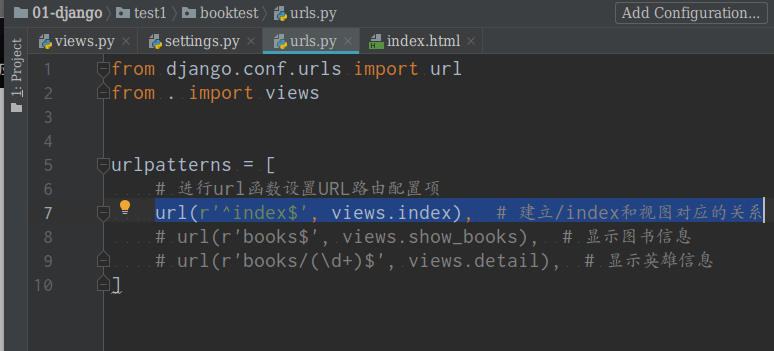 01-django test1 booktest urls.py Add Configuration...
views.py settings.py urls.py index.html
1: Project
1 from django.conf.urls import url
2 from . import views
3
4
5 urlpatterns = [
6 # 进行url函数设置URL路由配置项
7 url(r'^index$', views.index), # 建立/index和视图对应的关系
8 # url(r'books$', views.show_books), # 显示图书信息
9 # url(r'books/(\d+)$', views.detail), # 显示英雄信息
10 ]